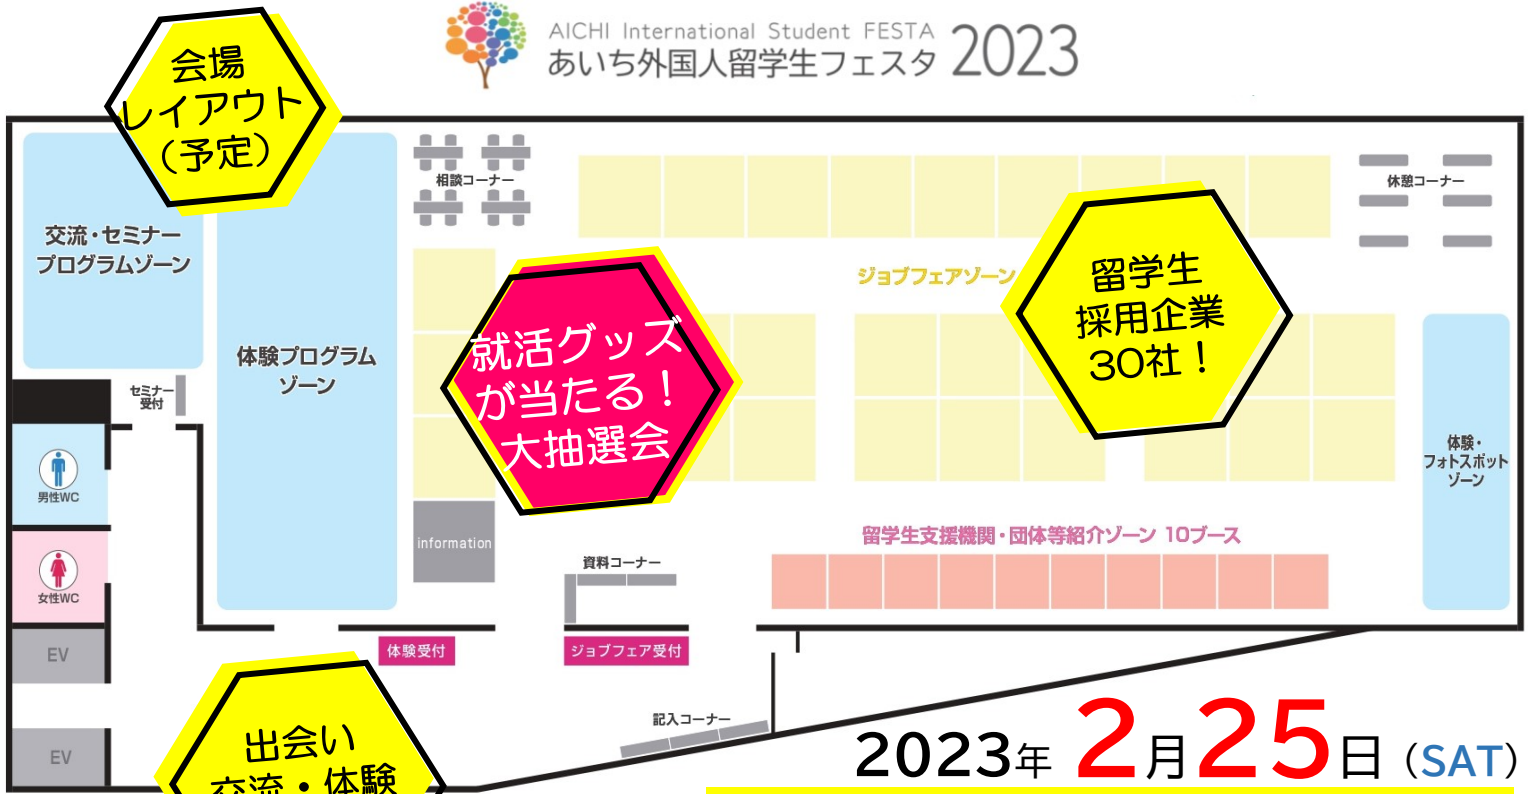 AICHI International Student FESTA
あいち外国人留学生フェスタ 2023
会場
レイアウト
（予定）
交流・セミナー
プログラムゾーン
体験プログラム
ゾーン
相談コーナー
休憩コーナー
ジョブフェアゾーン
留学生
採用企業
30社！
就活グッズ
が当たる！
大抽選会
セミナー
受付
男性WC
女性WC
EV
EV
information
資料コーナー
留学生支援機関・団体等紹介ゾーン 10ブース
体験・
フォトスポット
ゾーン
体験受付
ジョブフェア受付
記入コーナー
出会い
交流・体験
2023年 2月25日（SAT）